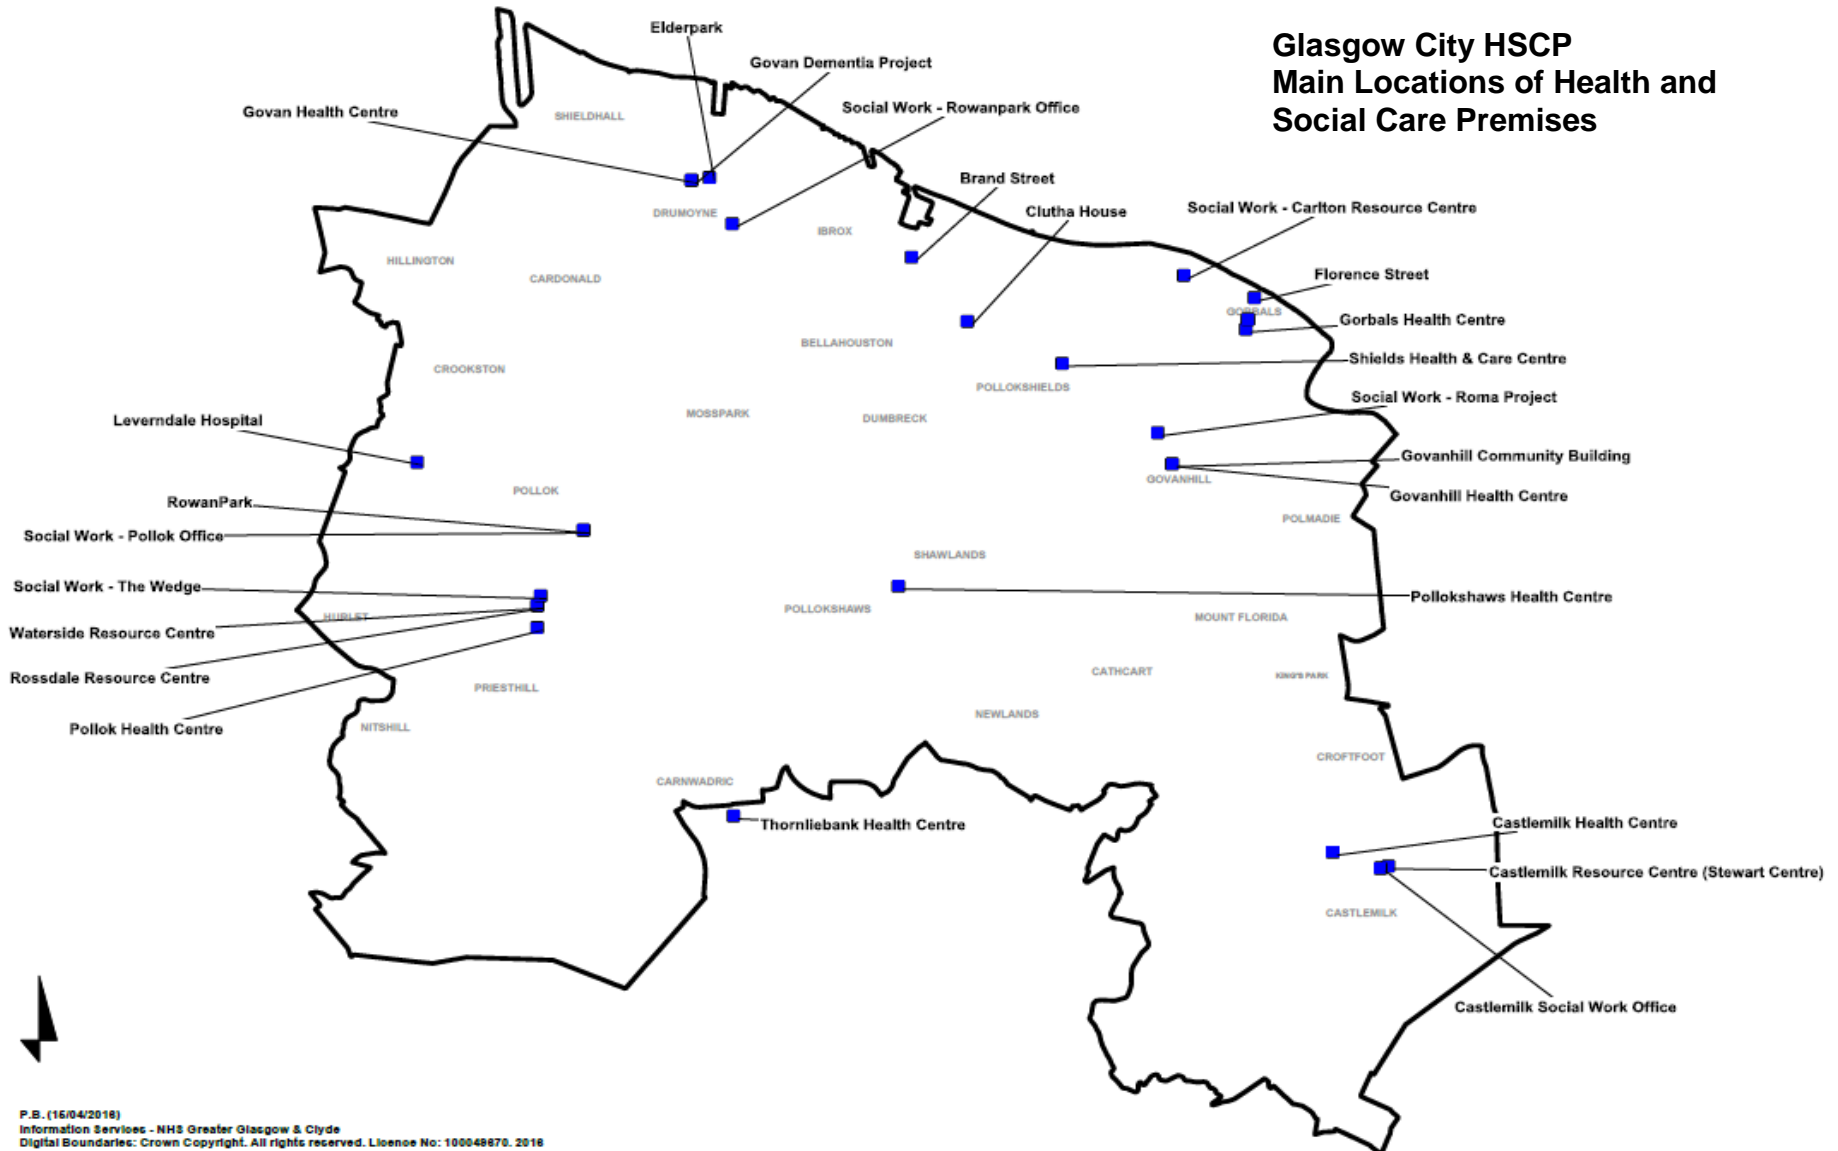 Glasgow City HSCP
Main Locations of Health and
Social Care Premises
Elderpark
Govan Dementia Project
Social Work - Rowanpark Office
Govan Health Centre
SHIELDHALL
Brand Street
Clutha House
Social Work - Carlton Resource Centre
DRUMOYNE
IBROX
HILLINGTON
CARDONALD
Florence Street
GORBALS
Gorbals Health Centre
BELLAHOUSTON
Shields Health & Care Centre
CROOKSTON
POLLOKSHIELDS
Social Work - Roma Project
MOSSPARK
DUMBRECK
Leverndale Hospital
Govanhill Community Building
GOVANHILL
POLLOK
Govanhill Health Centre
RowanPark
POLMADIE
Social Work - Pollok Office
SHAWLANDS
Social Work - The Wedge
Pollokshaws Health Centre
POLLOKSHAWS
HURLET
MOUNT FLORIDA
Waterside Resource Centre
CATHCART
KING'S PARK
Rossdale Resource Centre
PRIESTHILL
NEWLANDS
Pollok Health Centre
NITSHILL
CROFTFOOT
CARNWADRIC
Thornliebank Health Centre
Castlemilk Health Centre
Castlemilk Resource Centre (Stewart Centre)
CASTLEMILK
Castlemilk Social Work Office
P.B. (15/04/2016)
Information Services - NHS Greater Glasgow & Clyde
Digital Boundaries: Crown Copyright. All rights reserved. Licence No: 100049670. 2016